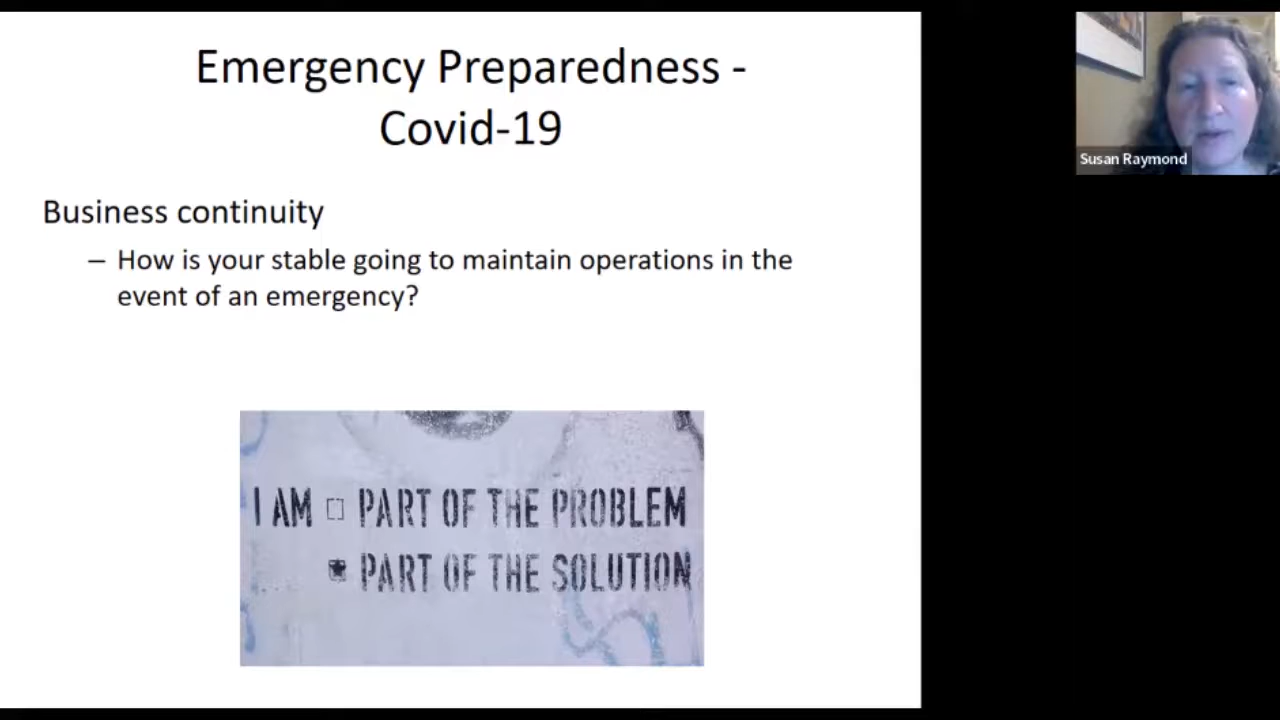 Emergency Preparedness -
Covid-19
Business continuity
– How is your stable going to maintain operations in the
event of an emergency?
I AM □ PART OF THE PROBLEM
PART OF THE SOLUTION
Susan Raymond